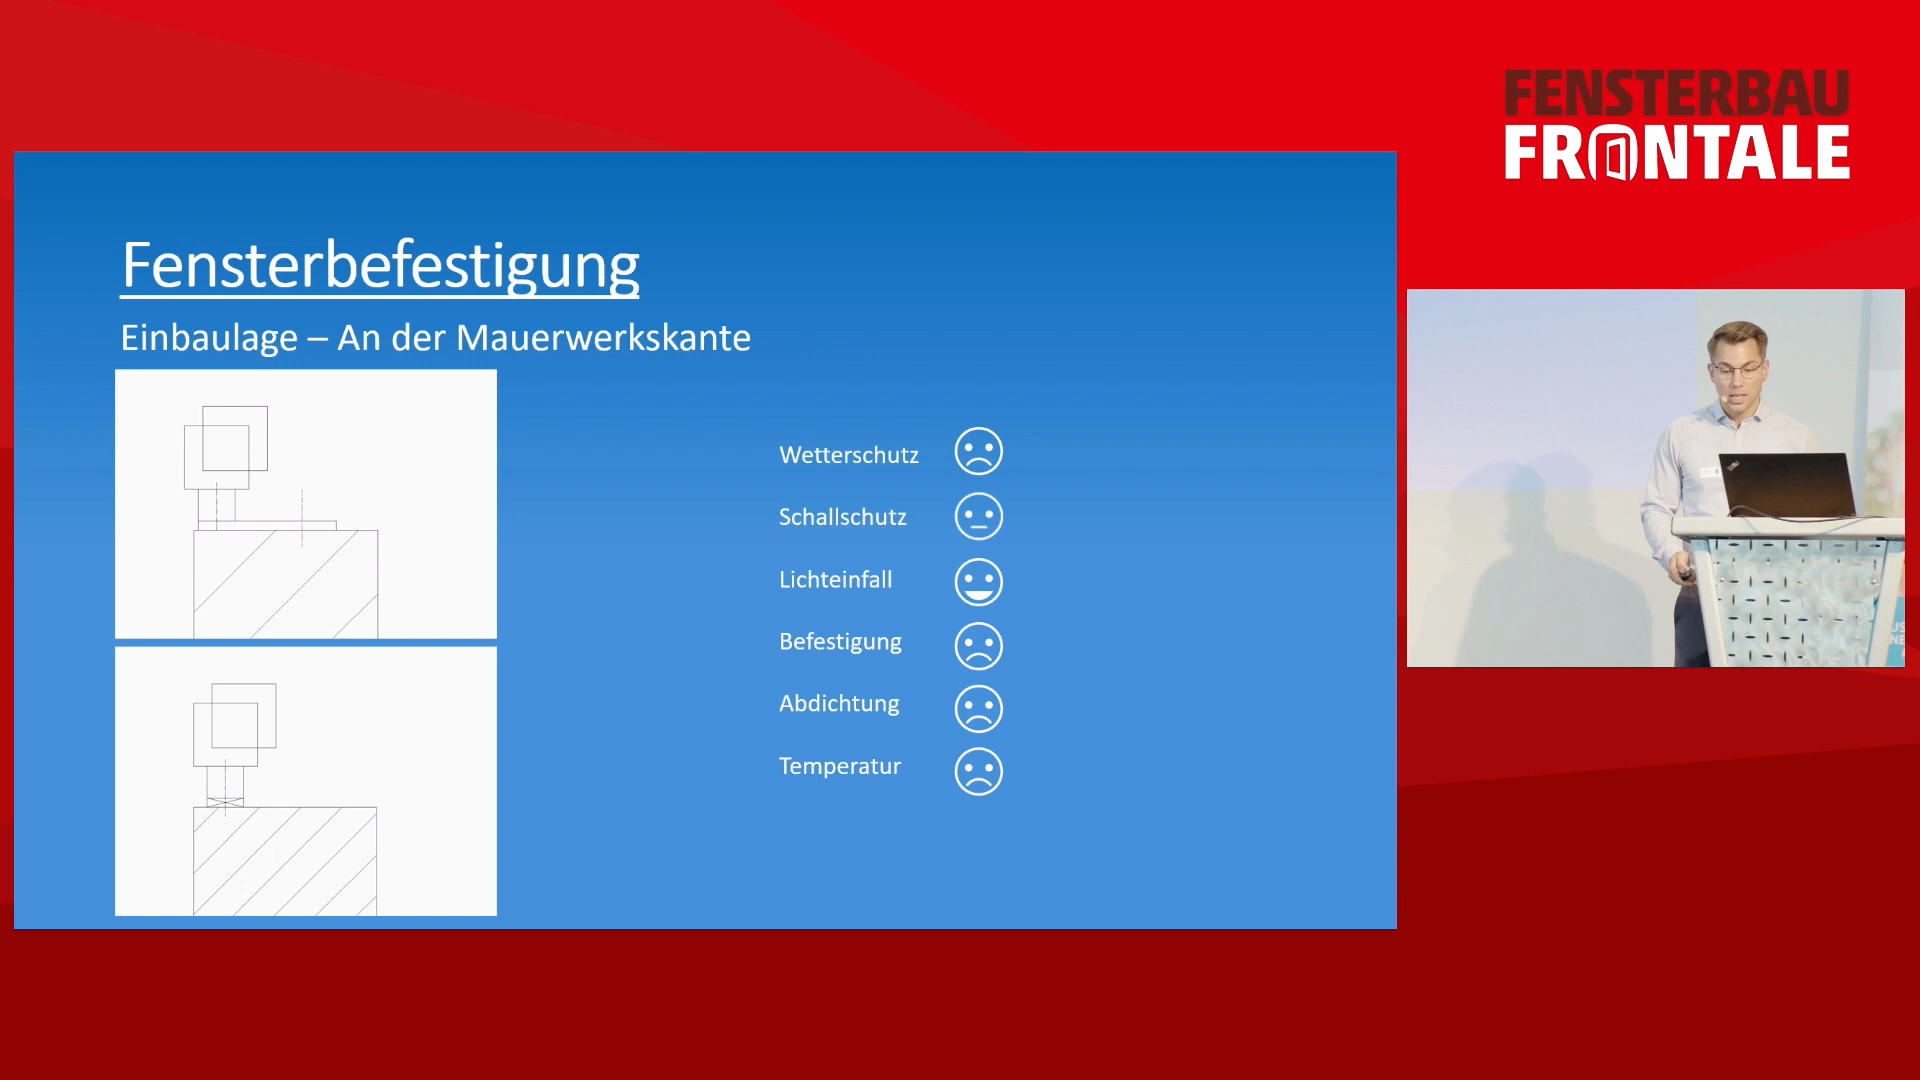 FENSTERBAU
FRONTALE
Fensterbefestigung
Einbaulage – An der Mauerwerkskante
Wetterschutz
Schallschutz
Lichteinfall
Befestigung
Abdichtung
Temperatur